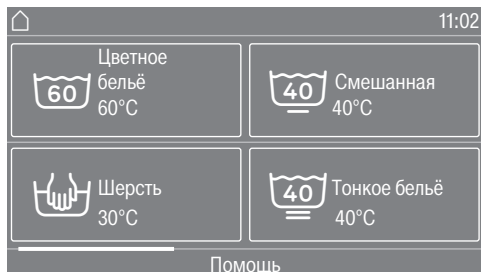 11:02
Цветное
бельё
60°C
60
Смешанная
40°C
40
Шерсть
30°C
Тонкое бельё
40°C
40
Помощь